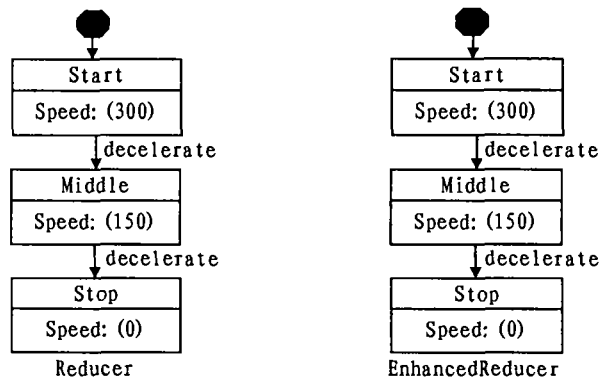 Start
Speed: (300)
decelerate
Middle
Speed: (150)
decelerate
Stop
Speed: (0)
Reducer
Start
Speed: (300)
decelerate
Middle
Speed: (150)
decelerate
Stop
Speed: (0)
EnhancedReducer